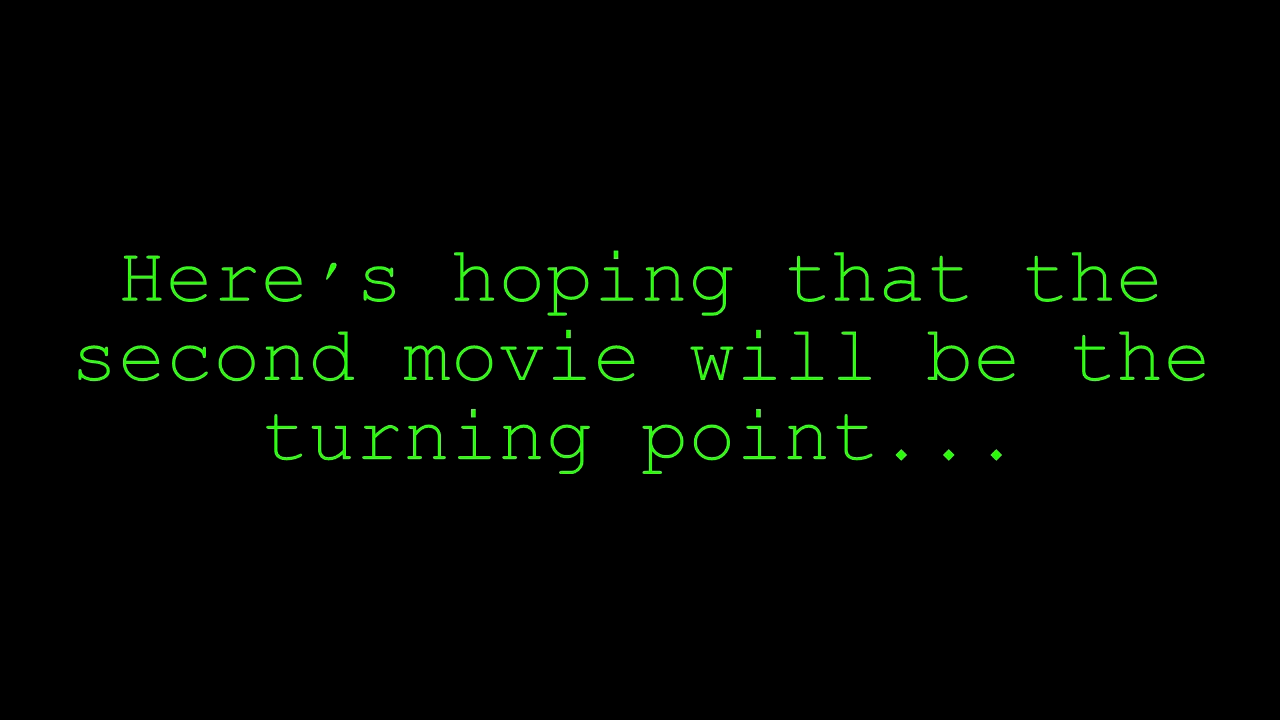 Here's hoping that the
second movie will be the
turning point...